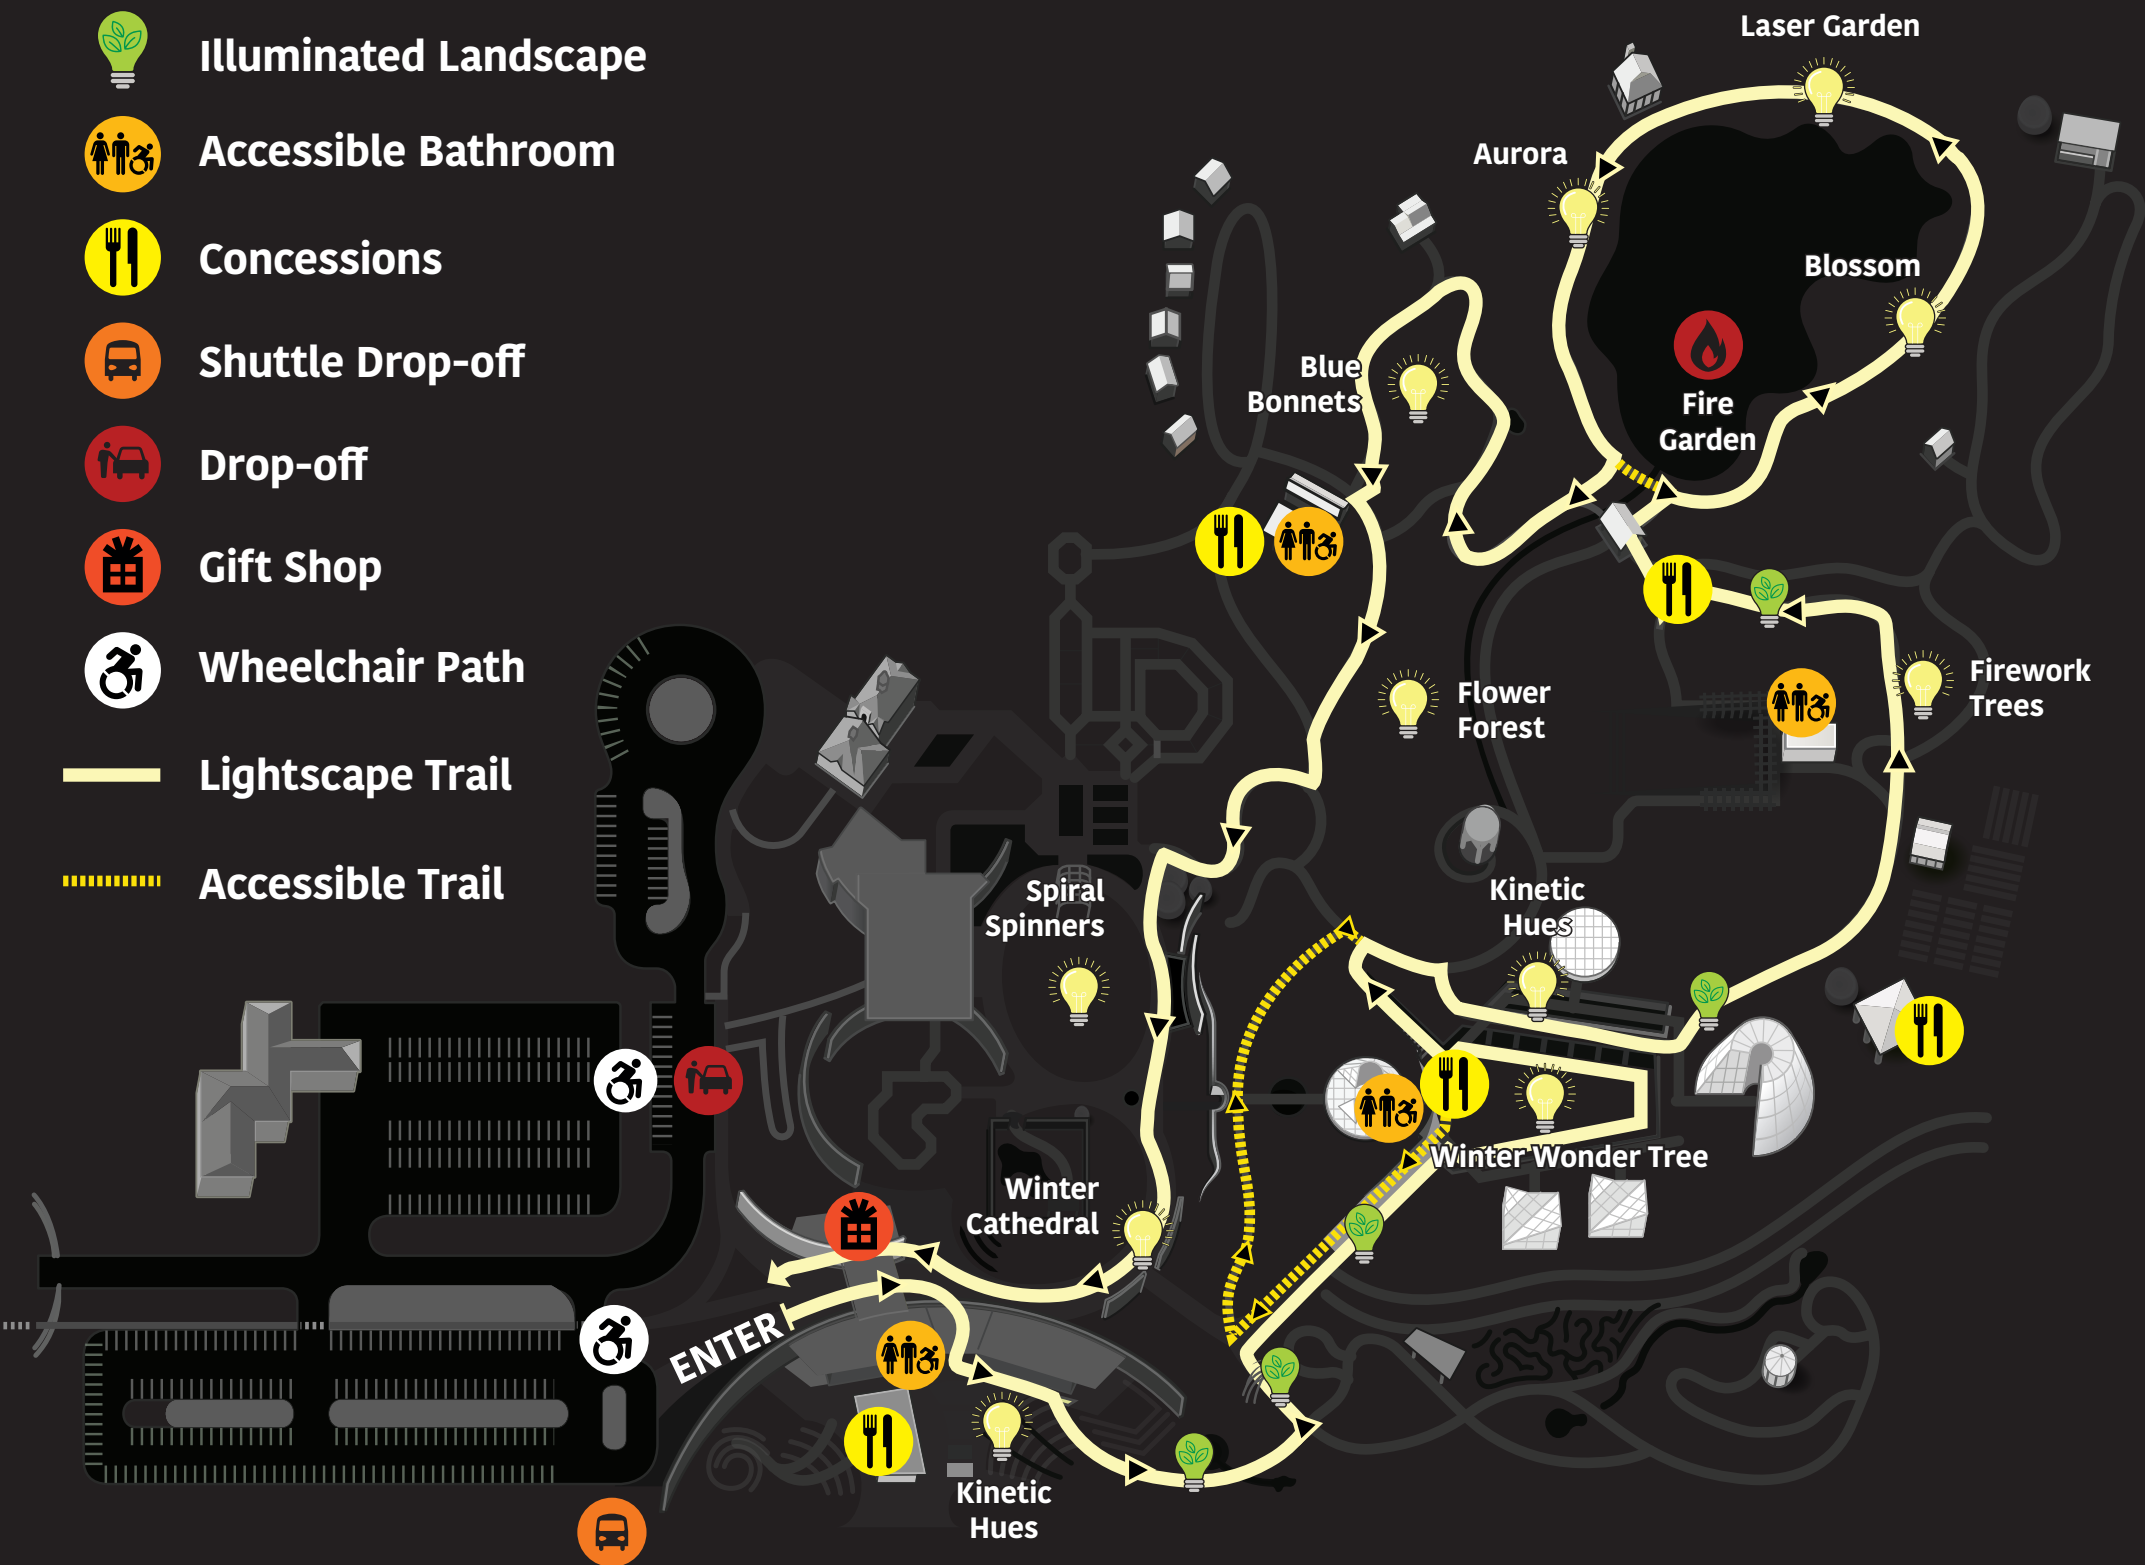 Illuminated Landscape
Accessible Bathroom
Concessions
Shuttle Drop-off
Drop-off
Gift Shop
Wheelchair Path
Lightscape Trail
Accessible Trail
Laser Garden
Aurora
Blossom
Blue
Bonnets
Fire
Garden
Firework
Trees
Flower
Forest
Kinetic
Hues
Spiral
Spinners
Winter Wonder Tree
Winter
Cathedral
ENTER
Kinetic
Hues